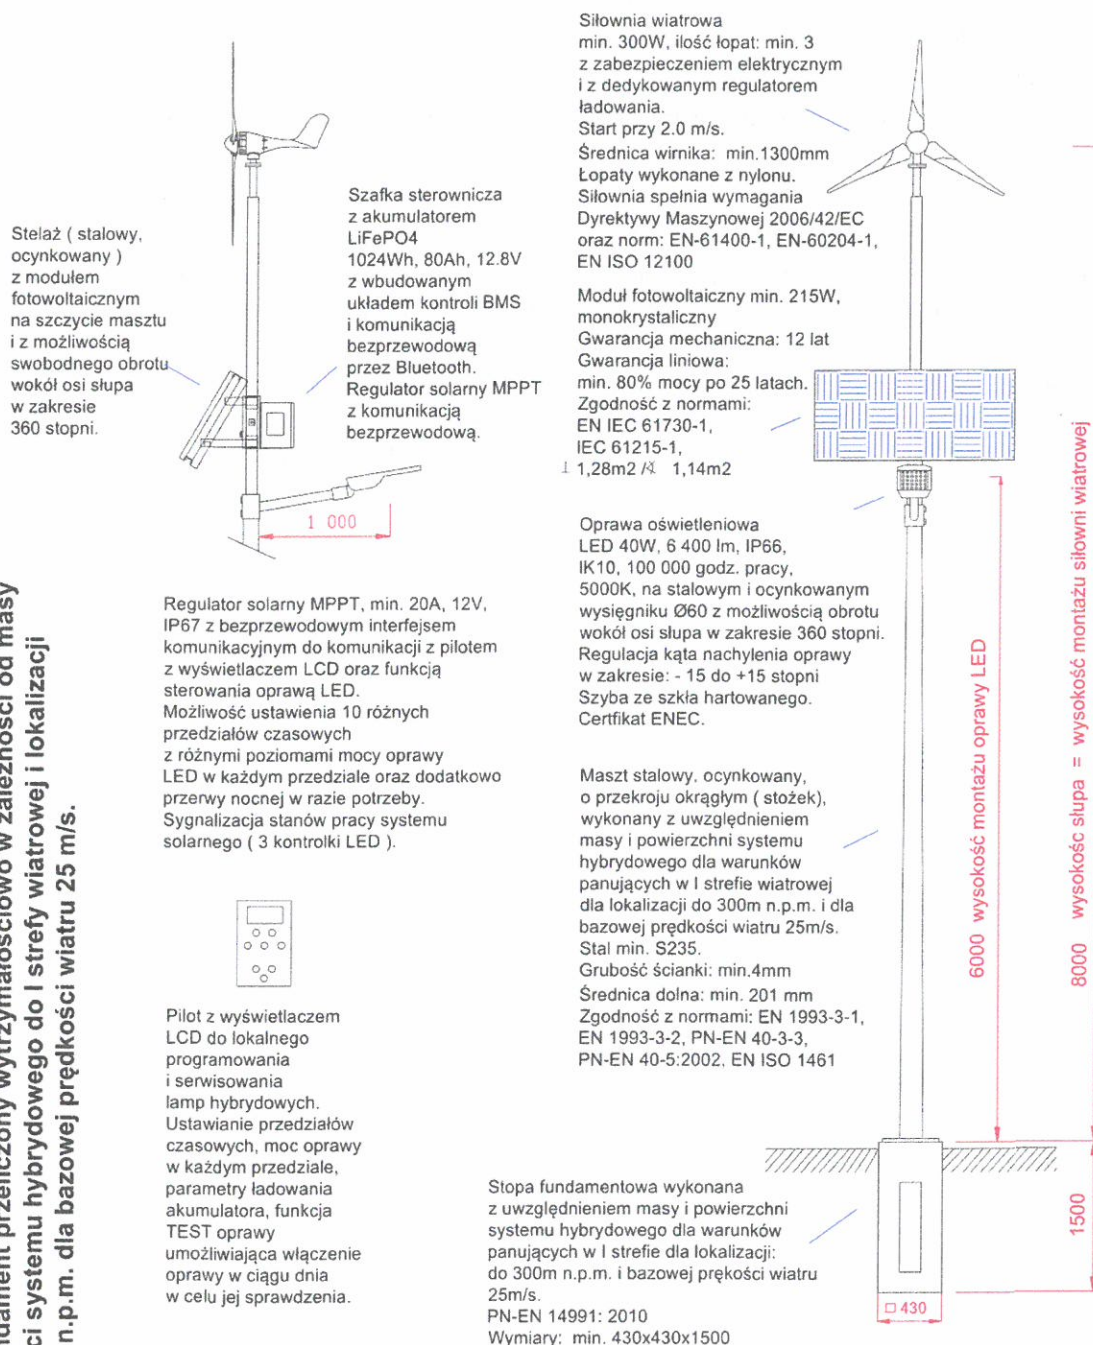 Siłownia wiatrowa
min. 300W, ilość łopat: min. 3
z zabezpieczeniem elektrycznym
i z dedykowanym regulatorem
ładowania.
Start przy 2.0 m/s.
Średnica wirnika: min.1300mm
Łopaty wykonane z nylonu.
Siłownia spełnia wymagania
Dyrektywy Maszynowej 2006/42/EC
oraz norm: EN-61400-1, EN-60204-1,
EN ISO 12100
Szafka sterownicza
z akumulatorem
LiFePO4
1024Wh, 80Ah, 12.8V
z wbudowanym
układem kontroli BMS
i komunikacją
bezprzewodową
przez Bluetooth.
Regulator solarny MPPT
z komunikacją
bezprzewodową.
Stelaż ( stalowy,
ocynkowany )
z modułem
fotowoltaicznym
na szczycie masztu
i z możliwością
swobodnego obrotu
wokół osi słupa
w zakresie
360 stopni.
Moduł fotowoltaiczny min. 215W,
monokrystaliczny
Gwarancja mechaniczna: 12 lat
Gwarancja liniowa:
min. 80% mocy po 25 latach.
Zgodność z normami:
EN IEC 61730-1,
IEC 61215-1,
⊥ 1,28m2 /∢ 1,14m2
1 000
Oprawa oświetleniowa
LED 40W, 6 400 lm, IP66,
IK10, 100 000 godz. pracy,
5000K, na stalowym i ocynkowanym
wysięgniku Ø60 z możliwością obrotu
wokół osi słupa w zakresie 360 stopni.
Regulacja kąta nachylenia oprawy
w zakresie: - 15 do +15 stopni
Szyba ze szkła hartowanego.
Certfikat ENEC.
Regulator solarny MPPT, min. 20A, 12V,
IP67 z bezprzewodowym interfejsem
komunikacyjnym do komunikacji z pilotem
z wyświetlaczem LCD oraz funkcją
sterowania oprawą LED.
Możliwość ustawienia 10 różnych
przedziałów czasowych
z różnymi poziomami mocy oprawy
LED w każdym przedziale oraz dodatkowo
przerwy nocnej w razie potrzeby.
Sygnalizacja stanów pracy systemu
solarnego ( 3 kontrolki LED ).
Maszt stalowy, ocynkowany,
o przekroju okrągłym ( stożek),
wykonany z uwzględnieniem
masy i powierzchni systemu
hybrydowego dla warunków
panujących w I strefie wiatrowej
dla lokalizacji do 300m n.p.m. i dla
bazowej prędkości wiatru 25m/s.
Stal min. S235.
Grubość ścianki: min.4mm
Średnica dolna: min. 201 mm
Zgodność z normami: EN 1993-3-1,
EN 1993-3-2, PN-EN 40-3-3,
PN-EN 40-5:2002, EN ISO 1461
Pilot z wyświetlaczem
LCD do lokalnego
programowania
i serwisowania
lamp hybrydowych.
Ustawianie przedziałów
czasowych, moc oprawy
w każdym przedziale,
parametry ładowania
akumulatora, funkcja
TEST oprawy
umożliwiająca włączenie
oprawy w ciągu dnia
w celu jej sprawdzenia.
Stopa fundamentowa wykonana
z uwzględnieniem masy i powierzchni
systemu hybrydowego dla warunków
panujących w I strefie dla lokalizacji:
do 300m n.p.m. i bazowej prękości wiatru
25m/s.
PN-EN 14991: 2010
Wymiary: min. 430x430x1500
6000 wysokość montażu oprawy LED
8000 wysokośc słupa = wysokość montażu siłowni wiatrowej
1500
□ 430
przeliczony wytrzymałościowo w zależności od masy
systemu hybrydowego do I strefy wiatrowej i lokalizacji
n.p.m. dla bazowej prędkości wiatru 25 m/s.